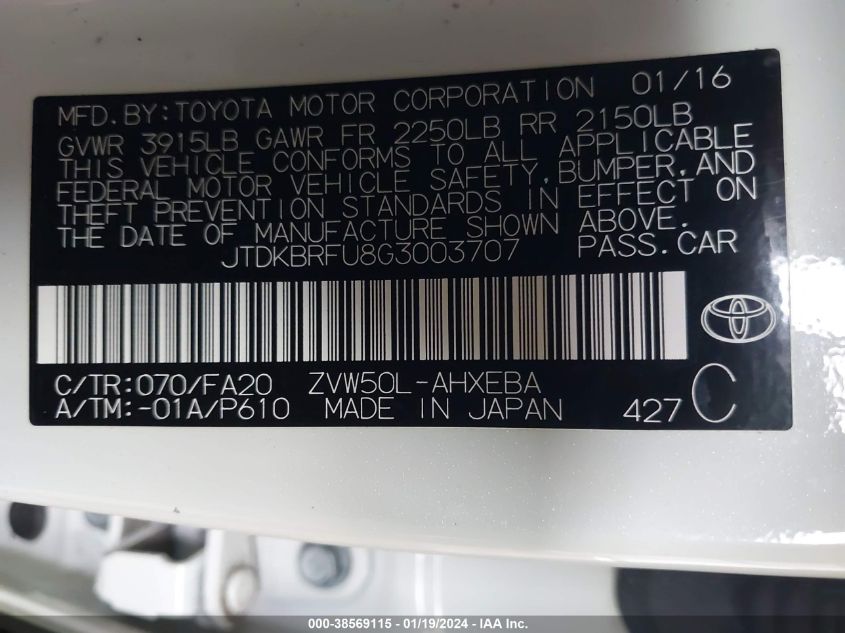 MFD. BY: TOYOTA MOTOR CORPORATION 01/16
GVWR 3915LB GAWR FR 2250LB RR 2150LB
THIS VEHICLE CONFORMS TO ALL APPLICABLE
FEDERAL MOTOR VEHICLE SAFETY, BUMPER, AND
THEFT PREVENTION STANDARDS IN EFFECT ON
THE DATE OF MANUFACTURE SHOWN ABOVE.
JTDKBRFU8G3003707 PASS. CAR
C/TR: 070/FA20 ZVW50L-AHXEBA
A/TM: -01A/P610 MADE IN JAPAN 427 C
000-38569115 - 01/19/2024 - IAA Inc.